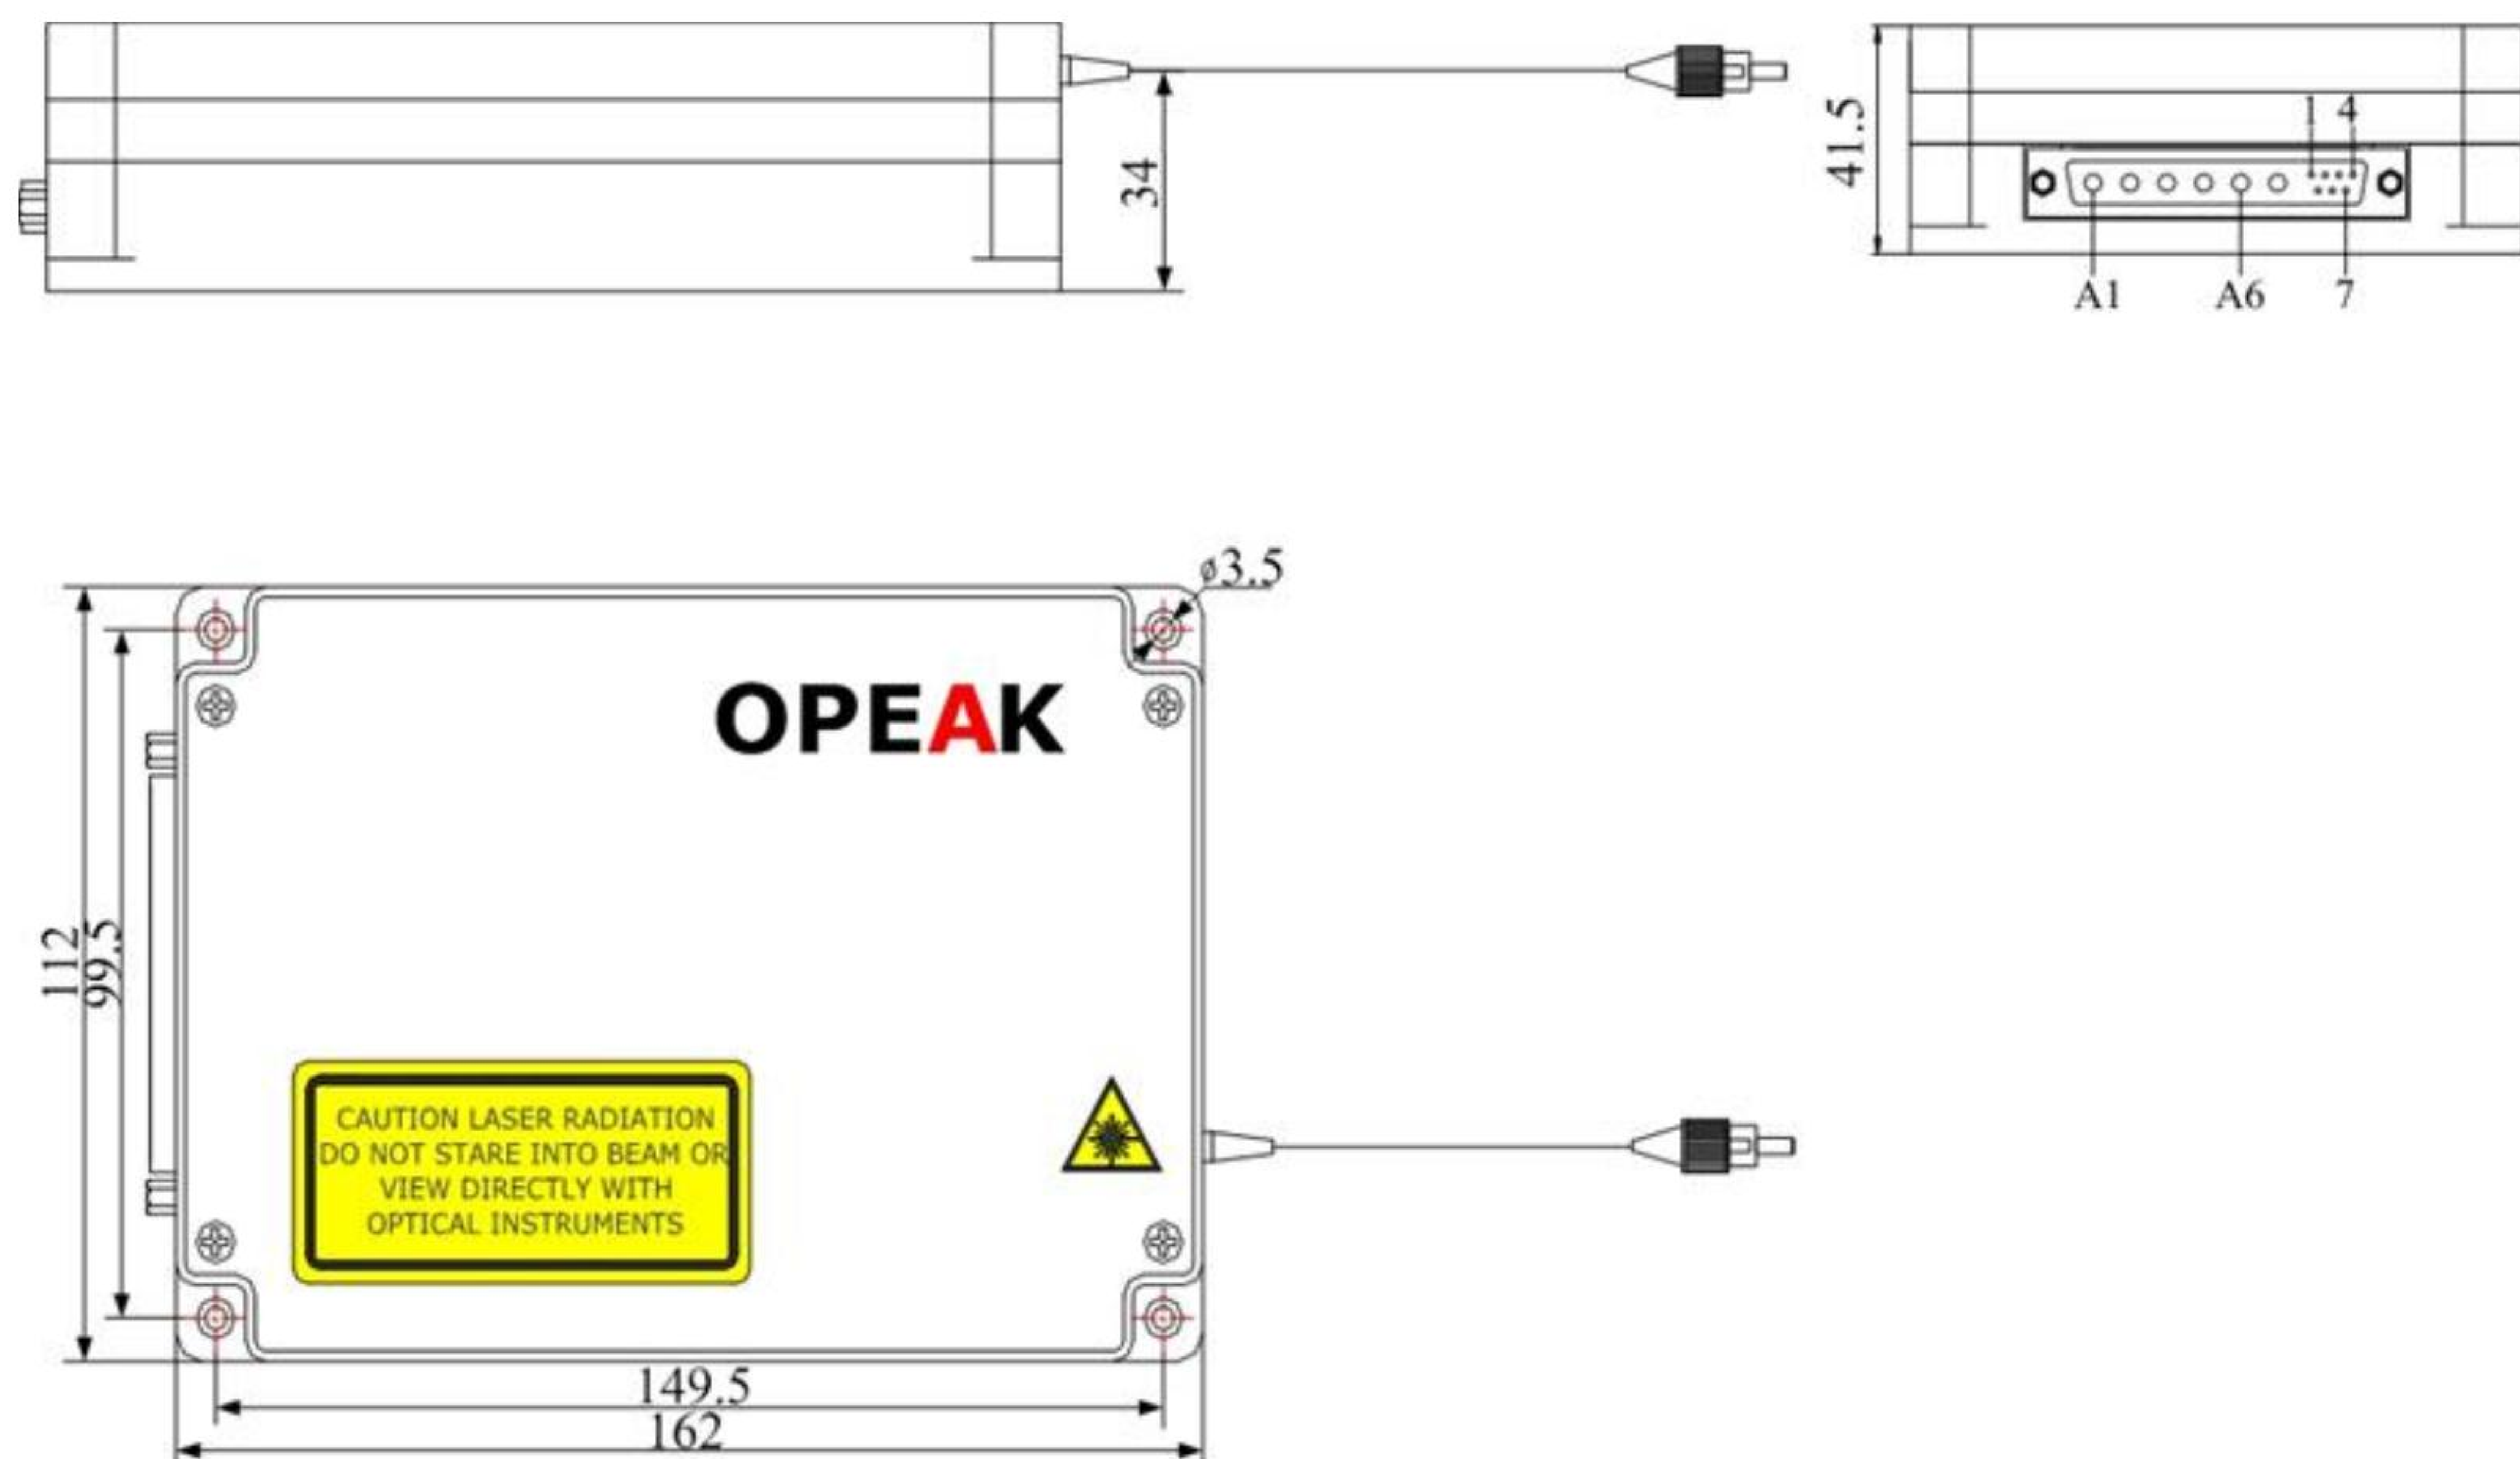 34
41.5
1 4
A1 A6 7
ø3.5
OPEAK
112
99.5
CAUTION LASER RADIATION
DO NOT STARE INTO BEAM OR
VIEW DIRECTLY WITH
OPTICAL INSTRUMENTS
149.5
162